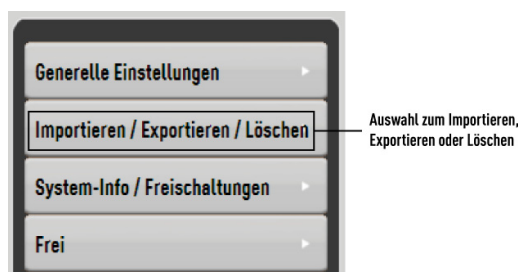 Generelle Einstellungen
Importieren / Exportieren / Löschen
Auswahl zum Importieren,
Exportieren oder Löschen
System-Info / Freischaltungen
Frei